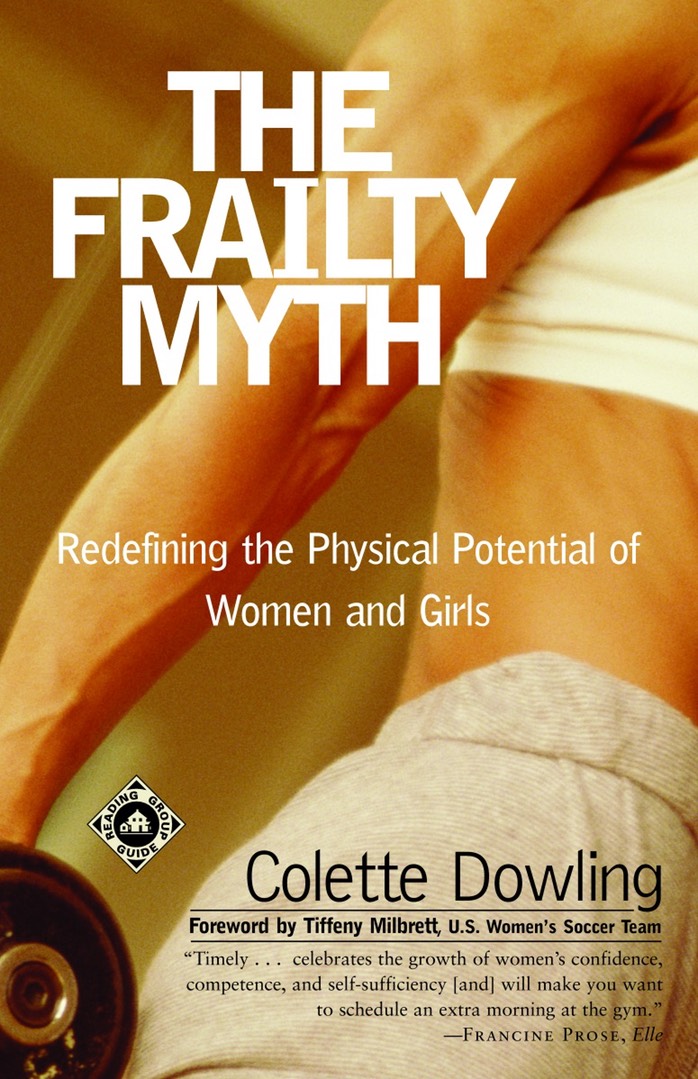 THE
FRAILTY
MYTH
Redefining the Physical Potential of
Women and Girls
READING GROUP
GUIDE
Colette Dowling
Foreword by Tiffeny Milbrett, U.S. Women's Soccer Team
“Timely . . . celebrates the growth of women's confidence,
competence, and self-sufficiency [and] will make you want
to schedule an extra morning at the gym.”
—FRANCINE PROSE, Elle